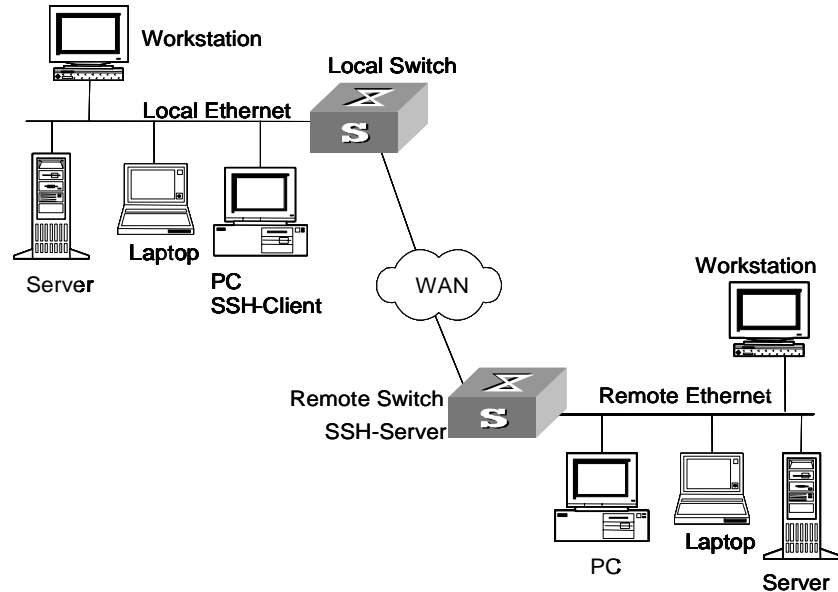 Workstation
Local Switch
Local Ethernet
S
Laptop
Server
PC
SSH-Client
WAN
Workstation
Remote Switch
SSH-Server
S
Remote Ethernet
PC
Laptop
Server